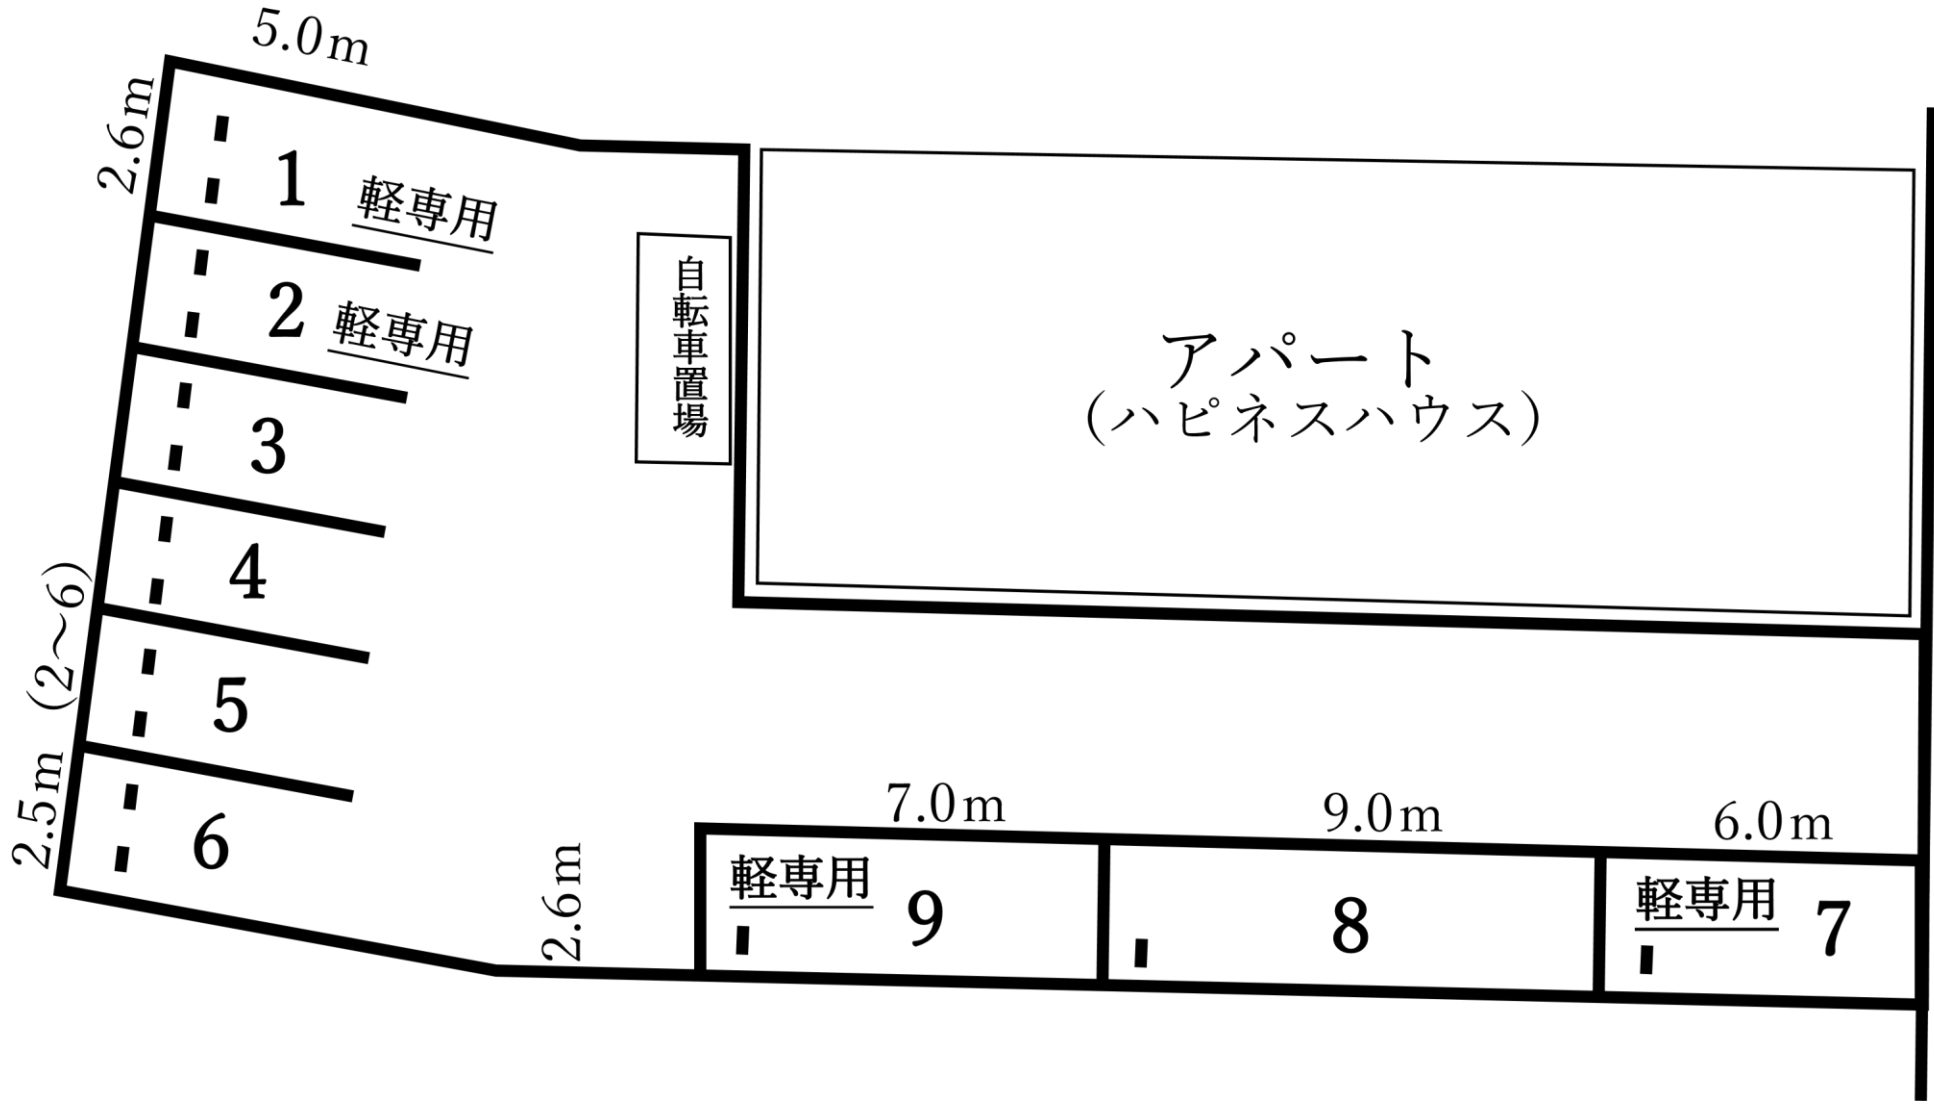 5.0m
2.6m
1 軽専用
2 軽専用
3
4
5
6
2.5m (2~6)
自転車置場
アパート
(ハピネスハウス)
7.0m
9.0m
6.0m
2.6m
軽専用 9
8
軽専用 7